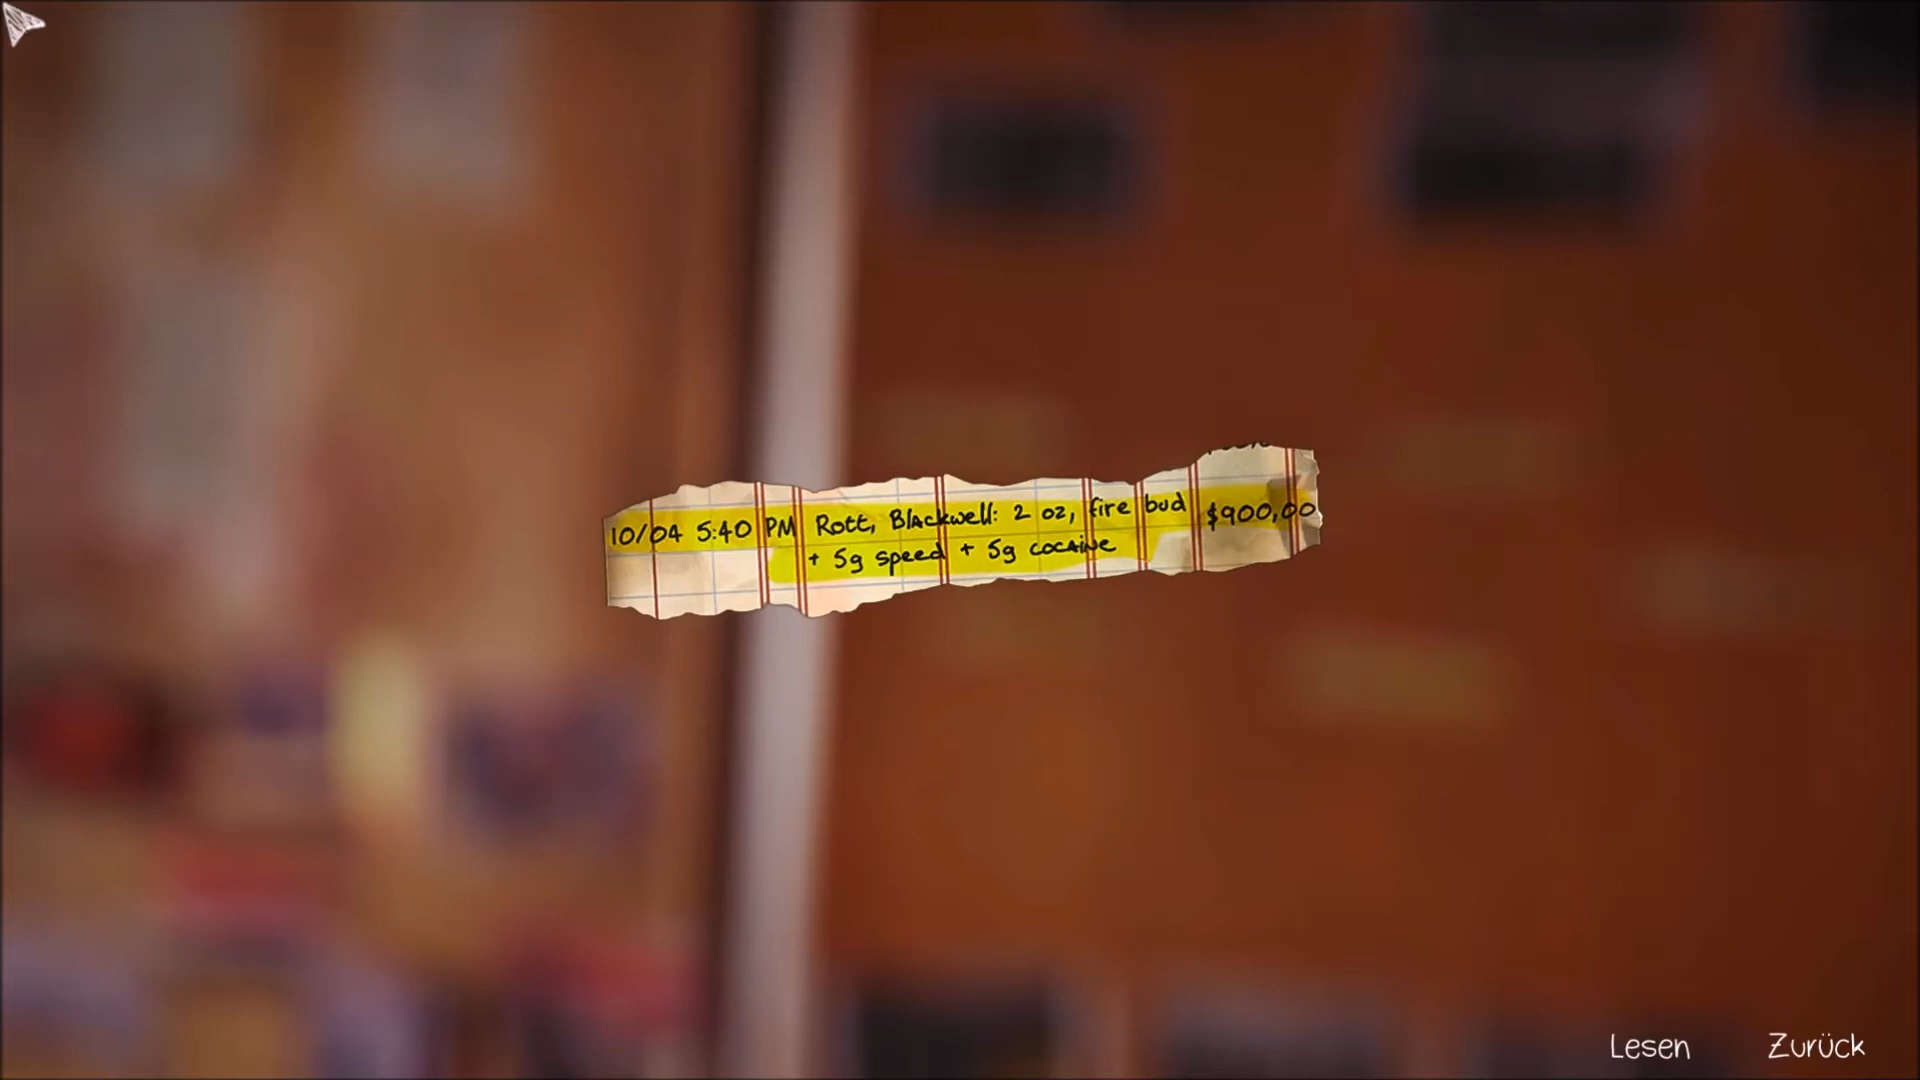 10/04 5:40 PM Rott, Blackwell: 2 oz, fire bud $900,00
+ 5g speed + 5g cocaine
Lesen Zurück